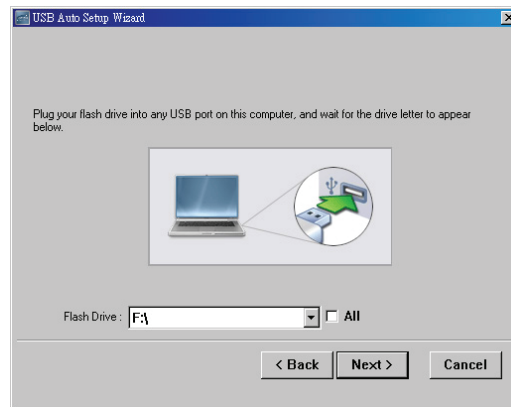 USB Auto Setup Wizard
Plug your flash drive into any USB port on this computer, and wait for the drive letter to appear
below.
Flash Drive : F:\ All
< Back Next > Cancel